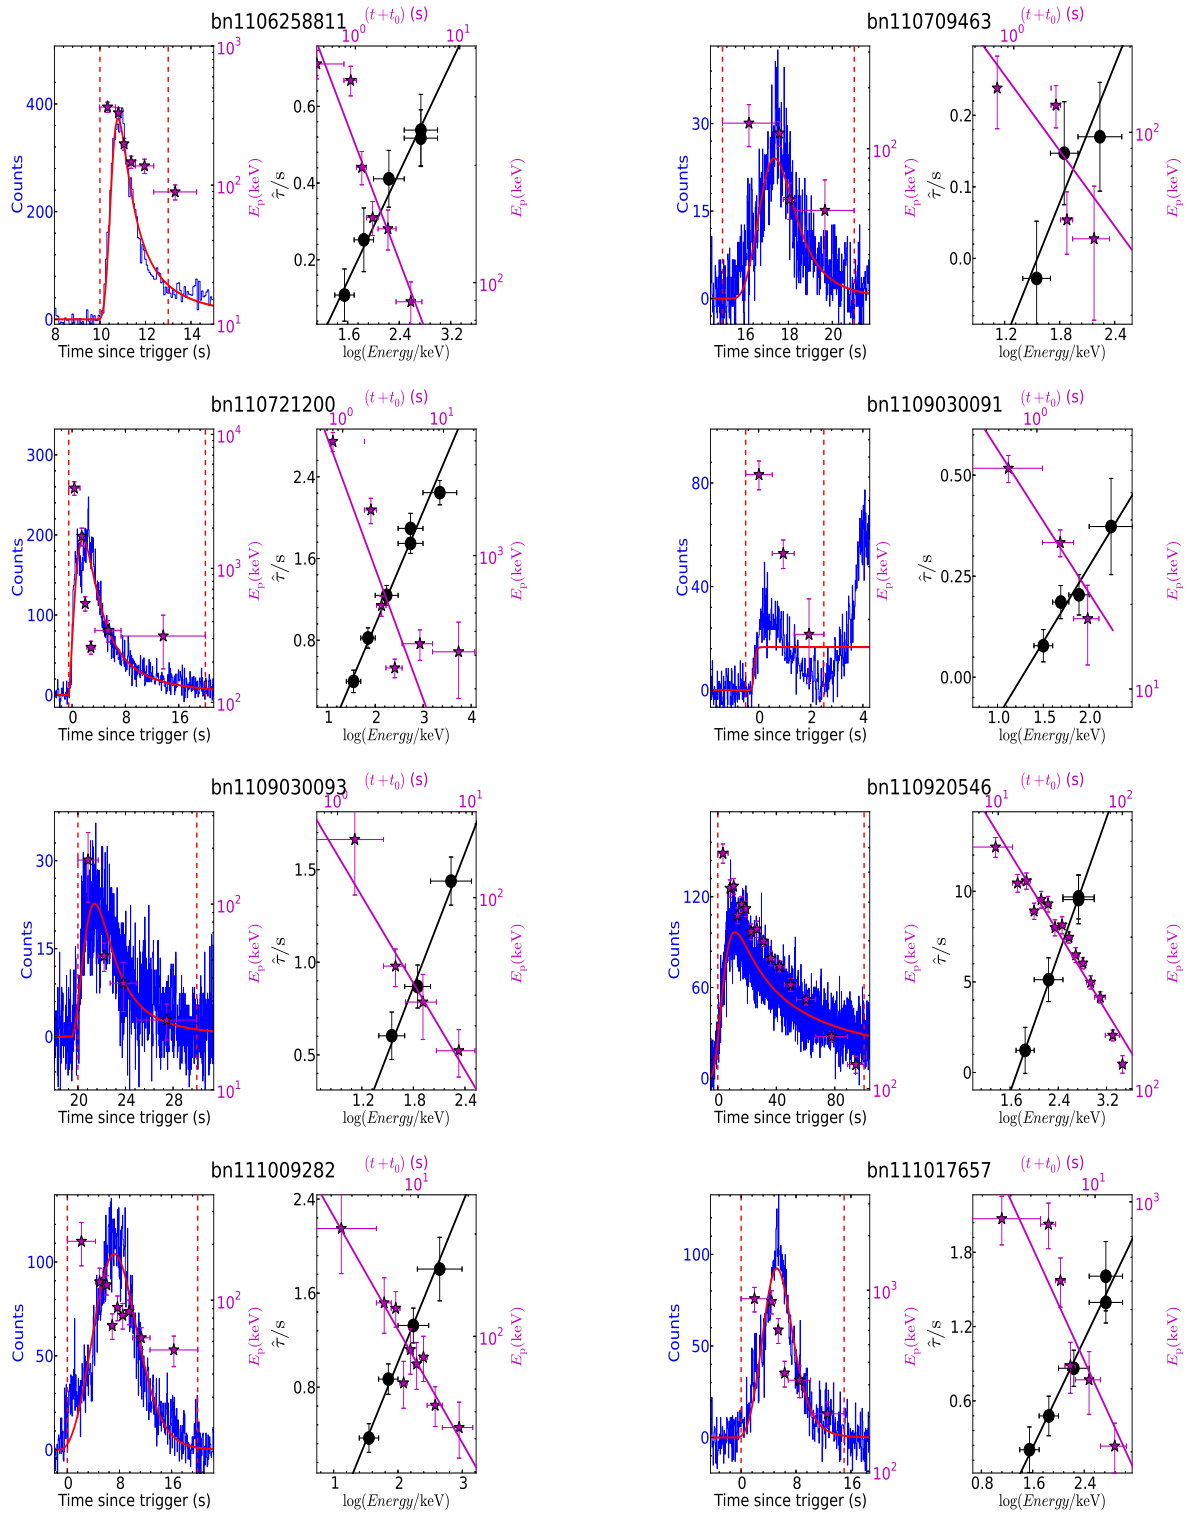 bn1106258811
(t+t₀) (s)
10⁰ 10¹
10³
400
0.6
10²
Counts
Eₚ(keV)
τ̂/s
0.4
Eₚ(keV)
200
0.2
10²
0
10¹
8 10 12 14
1.6 2.4 3.2
Time since trigger (s)
log(Energy/keV)
bn110709463
(t+t₀) (s)
10⁰
0.2
30
10²
10²
Counts
Eₚ(keV)
τ̂/s
0.1
Eₚ(keV)
15
0.0
0
16 18 20
1.2 1.8 2.4
Time since trigger (s)
log(Energy/keV)
bn110721200
(t+t₀) (s)
10⁰ 10¹
10⁴
300
2.4
200
10³
1.6
10³
Counts
Eₚ(keV)
τ̂/s
Eₚ(keV)
100
0.8
0
10²
0 8 16
1 2 3 4
Time since trigger (s)
log(Energy/keV)
bn1109030091
(t+t₀) (s)
10⁰
80
0.50
Counts
Eₚ(keV)
τ̂/s
0.25
Eₚ(keV)
40
0.00
0
10¹
0 2 4
1.0 1.5 2.0
Time since trigger (s)
log(Energy/keV)
bn1109030093
(t+t₀) (s)
10⁰ 10¹
30
1.5
10²
10²
Counts
Eₚ(keV)
τ̂/s
1.0
Eₚ(keV)
15
0
0.5
10¹
20 24 28
1.2 1.8 2.4
Time since trigger (s)
log(Energy/keV)
bn110920546
(t+t₀) (s)
10¹ 10²
120
10
Counts
Eₚ(keV)
τ̂/s
Eₚ(keV)
60
5
0
0
10²
10²
0 40 80
1.6 2.4 3.2
Time since trigger (s)
log(Energy/keV)
bn111009282
(t+t₀) (s)
10¹
2.4
100
1.6
10²
10²
Counts
Eₚ(keV)
τ̂/s
Eₚ(keV)
50
0.8
0
0 8 16
1 2 3
Time since trigger (s)
log(Energy/keV)
bn111017657
(t+t₀) (s)
10¹
10³
100
1.8
10³
Counts
Eₚ(keV)
τ̂/s
1.2
Eₚ(keV)
50
0.6
0
10²
0 8 16
0.8 1.6 2.4
Time since trigger (s)
log(Energy/keV)